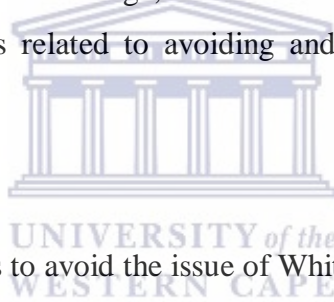 s related to avoiding and
s to avoid the issue of Whit
UNIVERSITY of the
WESTERN CAPE